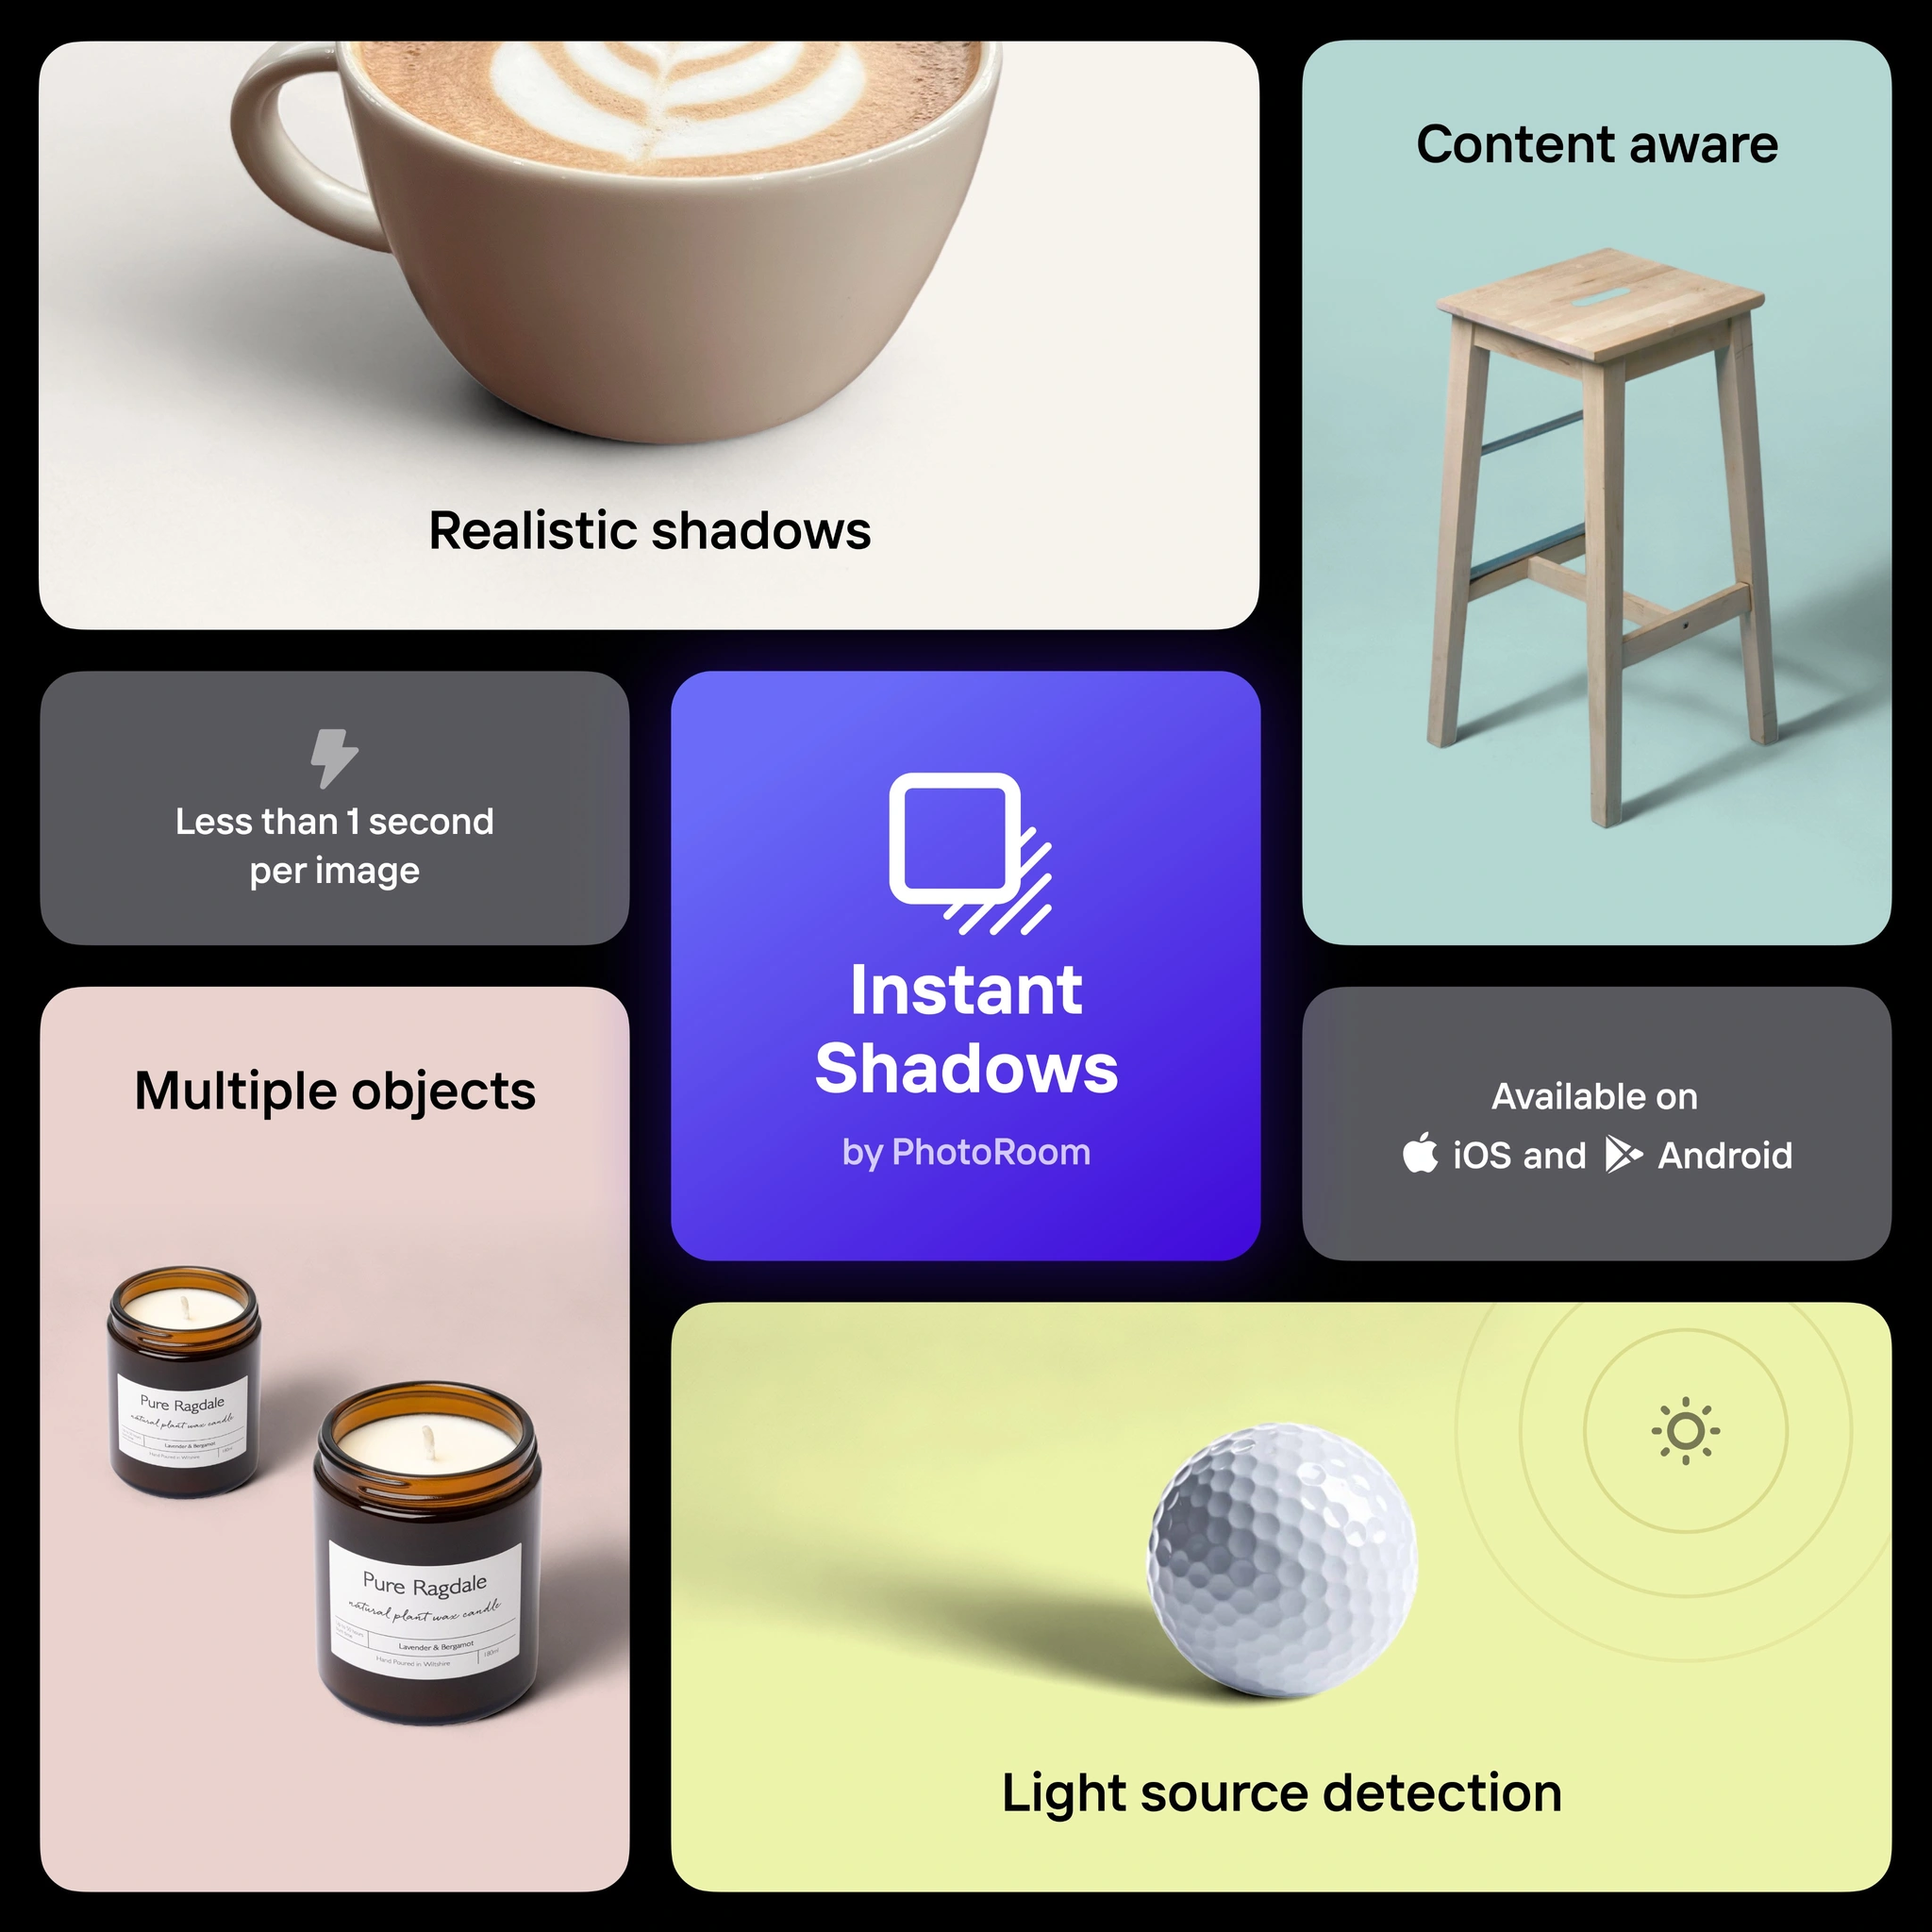 Content aware
Realistic shadows
Less than 1 second
per image
Instant
Shadows
by PhotoRoom
Available on
iOS and Android
Multiple objects
Pure Ragdale
natural plant wax candle
Lavender & Bergamot
Hand Poured in Wiltshire
180ml
Pure Ragdale
natural plant wax candle
Lavender & Bergamot
Hand Poured in Wiltshire
180ml
Light source detection